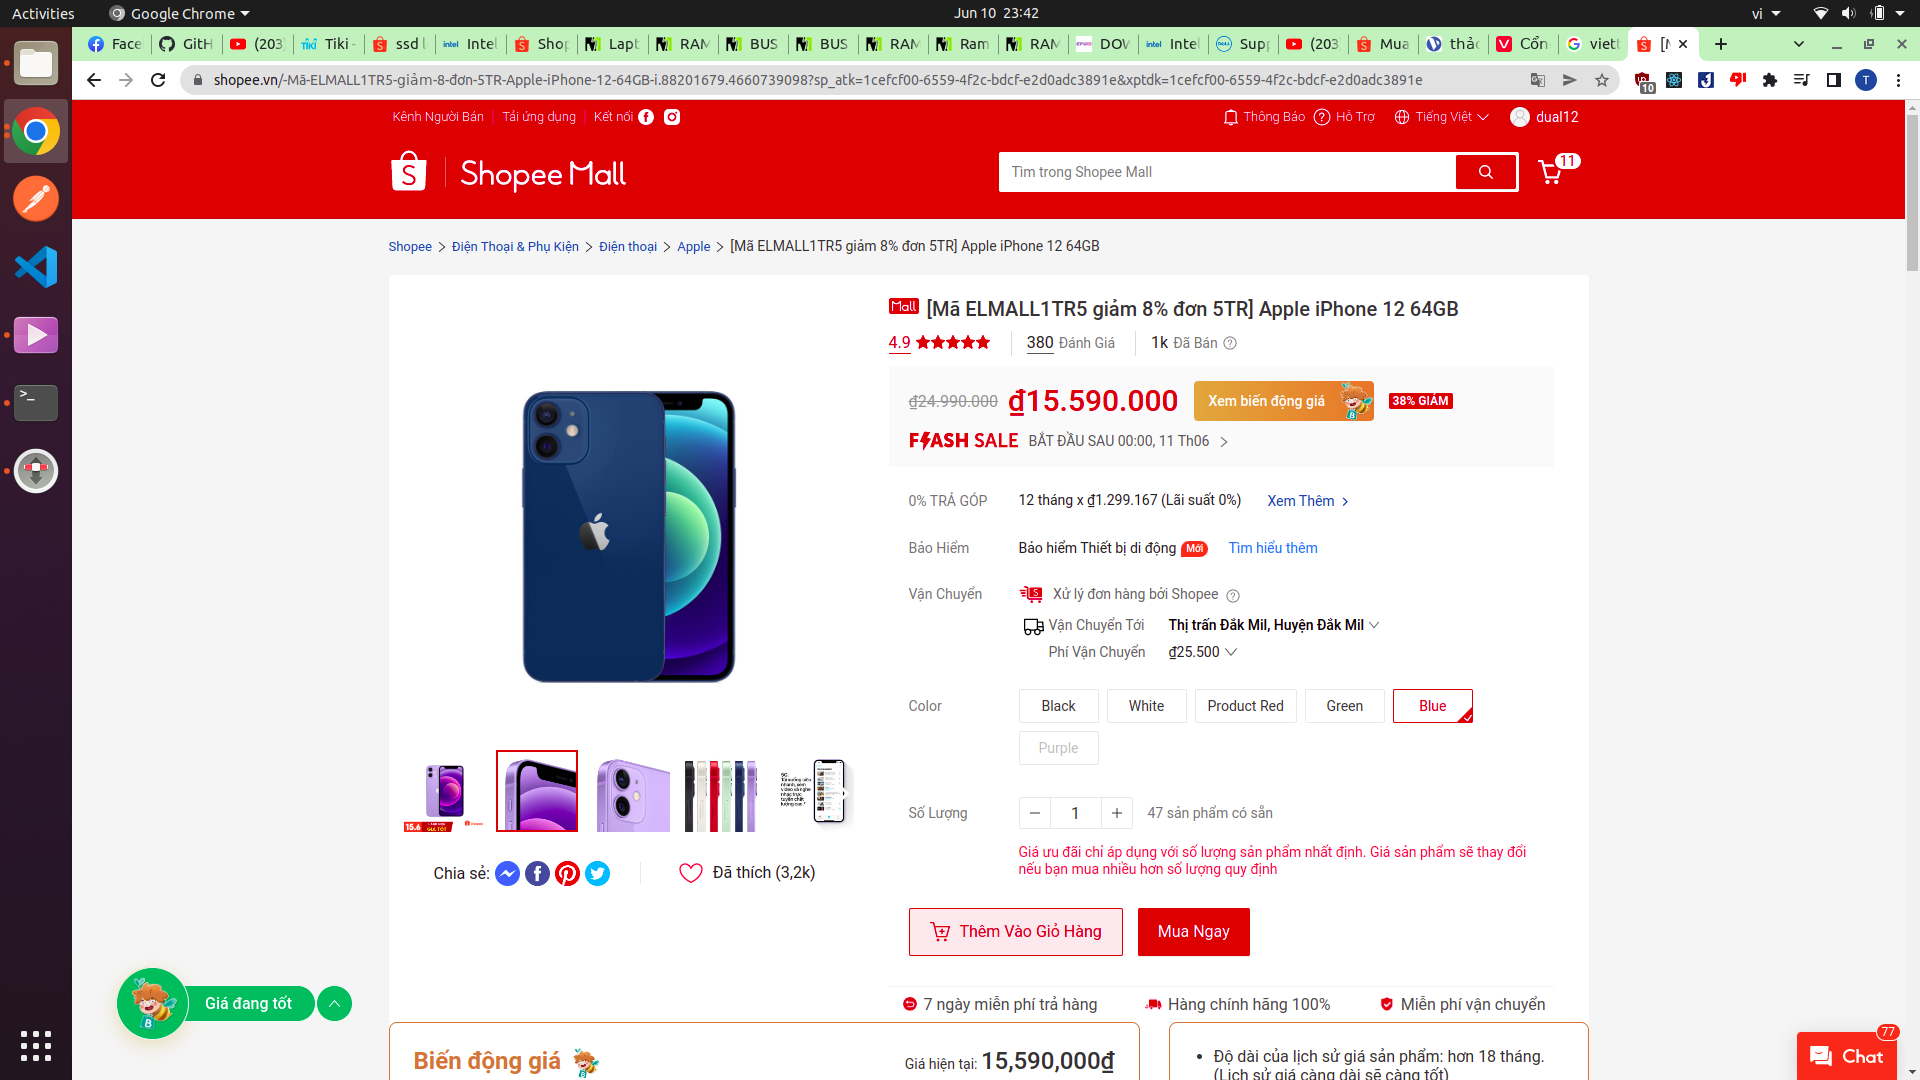 Activities
Google Chrome
Jun 10 23:42
vi
Face
GitH
(203
Tiki -
ssd l
Intel
Shop
Lapt
RAM
BUS
BUS
RAM
Ram
RAM
DOW
Intel
Supp
(203
Mua
thảo
Cổn
viett
[M
shopee.vn/-Mã-ELMALL1TR5-giảm-8-đơn-5TR-Apple-iPhone-12-64GB-i.88201679.4660739098?sp_atk=1cefcf00-6559-4f2c-bdcf-e2d0adc3891e&xptdk=1cefcf00-6559-4f2c-bdcf-e2d0adc3891e
10
T
Kênh Người Bán
Tải ứng dụng
Kết nối
Thông Báo
Hỗ Trợ
Tiếng Việt
dual12
Shopee Mall
Tìm trong Shopee Mall
11
Shopee > Điện Thoại & Phụ Kiện > Điện thoại > Apple > [Mã ELMALL1TR5 giảm 8% đơn 5TR] Apple iPhone 12 64GB
Mall [Mã ELMALL1TR5 giảm 8% đơn 5TR] Apple iPhone 12 64GB
4.9
380 Đánh Giá
1k Đã Bán
₫24.990.000
₫15.590.000
Xem biến động giá
38% GIẢM
FLASH SALE
BẮT ĐẦU SAU 00:00, 11 Th06
0% TRẢ GÓP
12 tháng x ₫1.299.167 (Lãi suất 0%)
Xem Thêm
Bảo Hiểm
Bảo hiểm Thiết bị di động
Mới
Tìm hiểu thêm
Vận Chuyển
Xử lý đơn hàng bởi Shopee
Vận Chuyển Tới
Thị trấn Đắk Mil, Huyện Đắk Mil
Phí Vận Chuyển
₫25.500
Color
Black
White
Product Red
Green
Blue
Purple
Số Lượng
1
47 sản phẩm có sẵn
Giá ưu đãi chỉ áp dụng với số lượng sản phẩm nhất định. Giá sản phẩm sẽ thay đổi
nếu bạn mua nhiều hơn số lượng quy định
Thêm Vào Giỏ Hàng
Mua Ngay
Chia sẻ:
Đã thích (3,2k)
7 ngày miễn phí trả hàng
Hàng chính hãng 100%
Miễn phí vận chuyển
Giá đang tốt
Biến động giá
Giá hiện tại: 15,590,000₫
Độ dài của lịch sử giá sản phẩm: hơn 18 tháng.
(Lịch sử giá càng dài sẽ càng tốt)
Chat
77